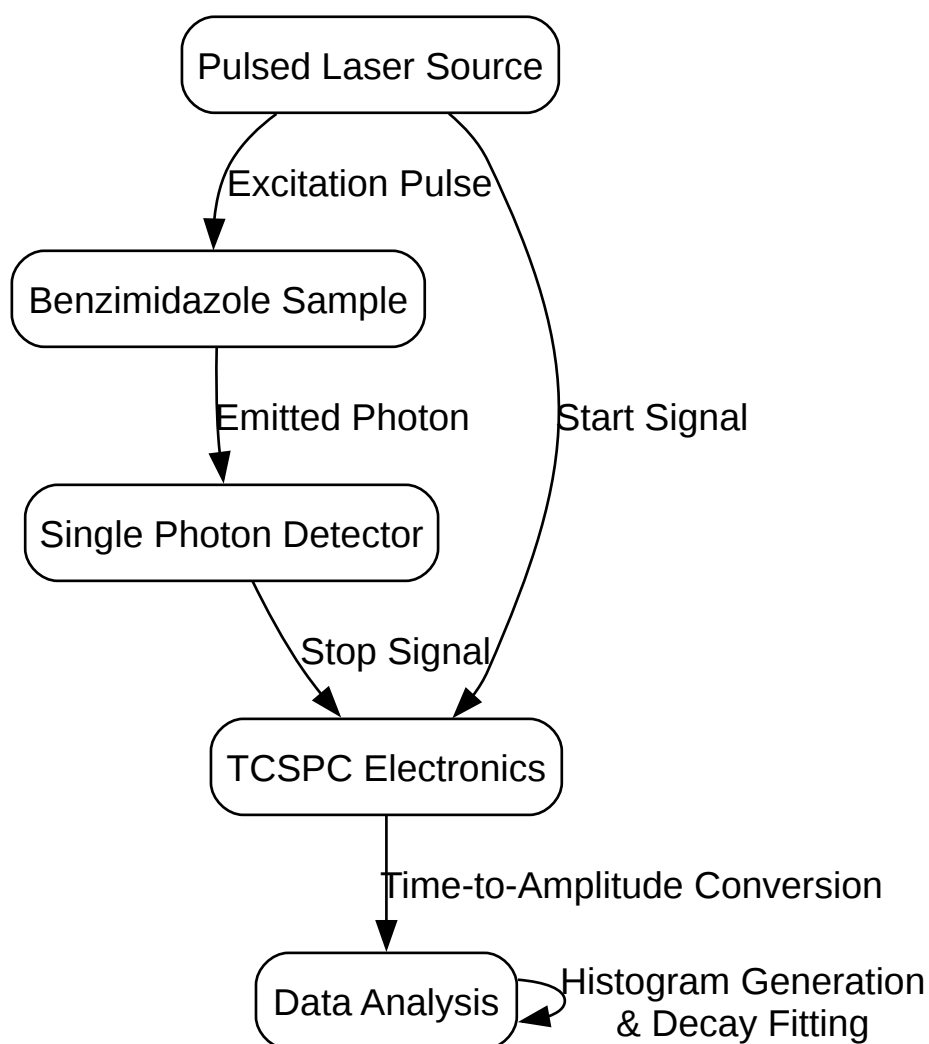 Pulsed Laser Source
Excitation Pulse
Benzimidazole Sample
Emitted Photon
Start Signal
Single Photon Detector
Stop Signal
TCSPC Electronics
Time-to-Amplitude Conversion
Data Analysis
Histogram Generation
& Decay Fitting